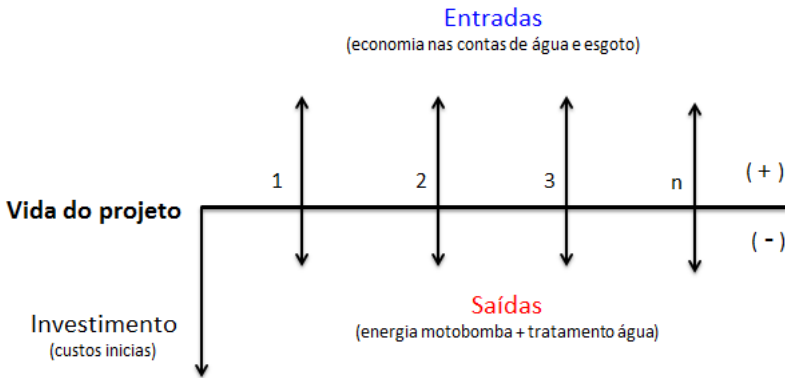 Entradas
(economia nas contas de água e esgoto)
1
2
3
n
( + )
Vida do projeto
( - )
Saídas
(energia motobomba + tratamento água)
Investimento
(custos inicias)